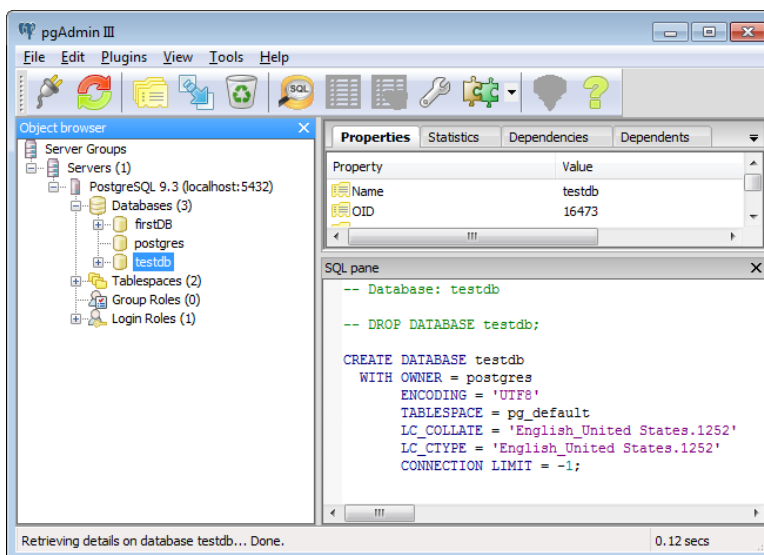 pgAdmin III
File Edit Plugins View Tools Help
SQL
Object browser
Server Groups
Servers (1)
PostgreSQL 9.3 (localhost:5432)
Databases (3)
firstDB
postgres
testdb
Tablespaces (2)
Group Roles (0)
Login Roles (1)
Properties Statistics Dependencies Dependents
Property Value
Name testdb
OID 16473
SQL pane
-- Database: testdb
-- DROP DATABASE testdb;
CREATE DATABASE testdb
WITH OWNER = postgres
ENCODING = 'UTF8'
TABLESPACE = pg_default
LC_COLLATE = 'English_United States.1252'
LC_CTYPE = 'English_United States.1252'
CONNECTION LIMIT = -1;
Retrieving details on database testdb... Done. 0.12 secs